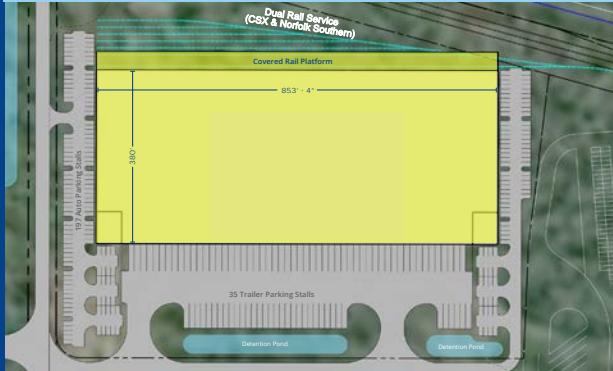 Dual Rail Service
(CSX & Norfolk Southern)
Covered Rail Platform
853' - 4"
380'
197 Auto Parking Stalls
35 Trailer Parking Stalls
Detention Pond
Detention Pond